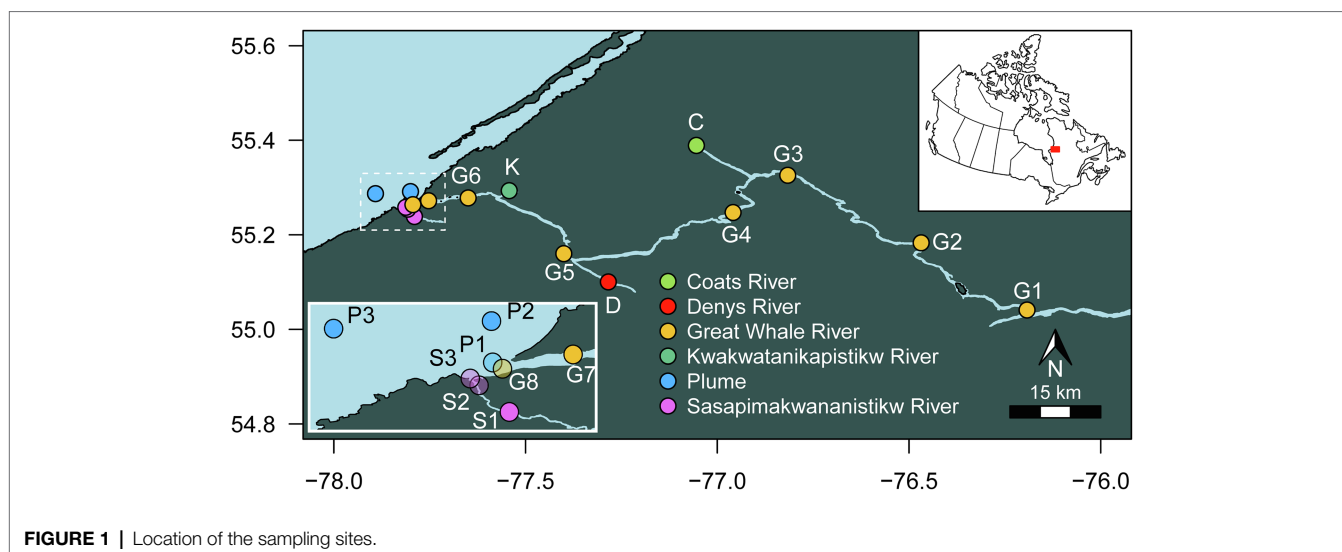 55.6
55.4
55.2
55.0
54.8
C
G3
G6
K
G4
G2
G5
G1
D
Coats River
Denys River
Great Whale River
Kwakwatanikapistikw River
Plume
Sasapimakwananistikw River
N
15 km
P3
P2
P1
S3
G7
G8
S2
S1
−78.0
−77.5
−77.0
−76.5
−76.0
FIGURE 1 | Location of the sampling sites.